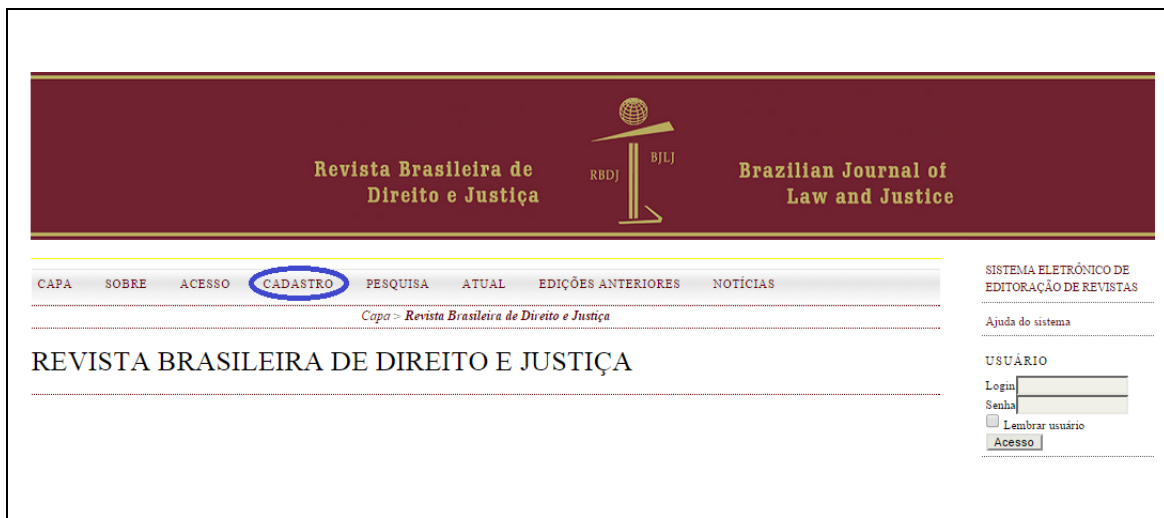 Revista Brasileira de
Direito e Justiça
RBDJ
BJLJ
Brazilian Journal of
Law and Justice
CAPA SOBRE ACESSO CADASTRO PESQUISA ATUAL EDIÇÕES ANTERIORES NOTÍCIAS
Capa > Revista Brasileira de Direito e Justiça
REVISTA BRASILEIRA DE DIREITO E JUSTIÇA
SISTEMA ELETRÔNICO DE
EDITORAÇÃO DE REVISTAS
Ajuda do sistema
USUÁRIO
Login
Senha
Lembrar usuário
Acesso